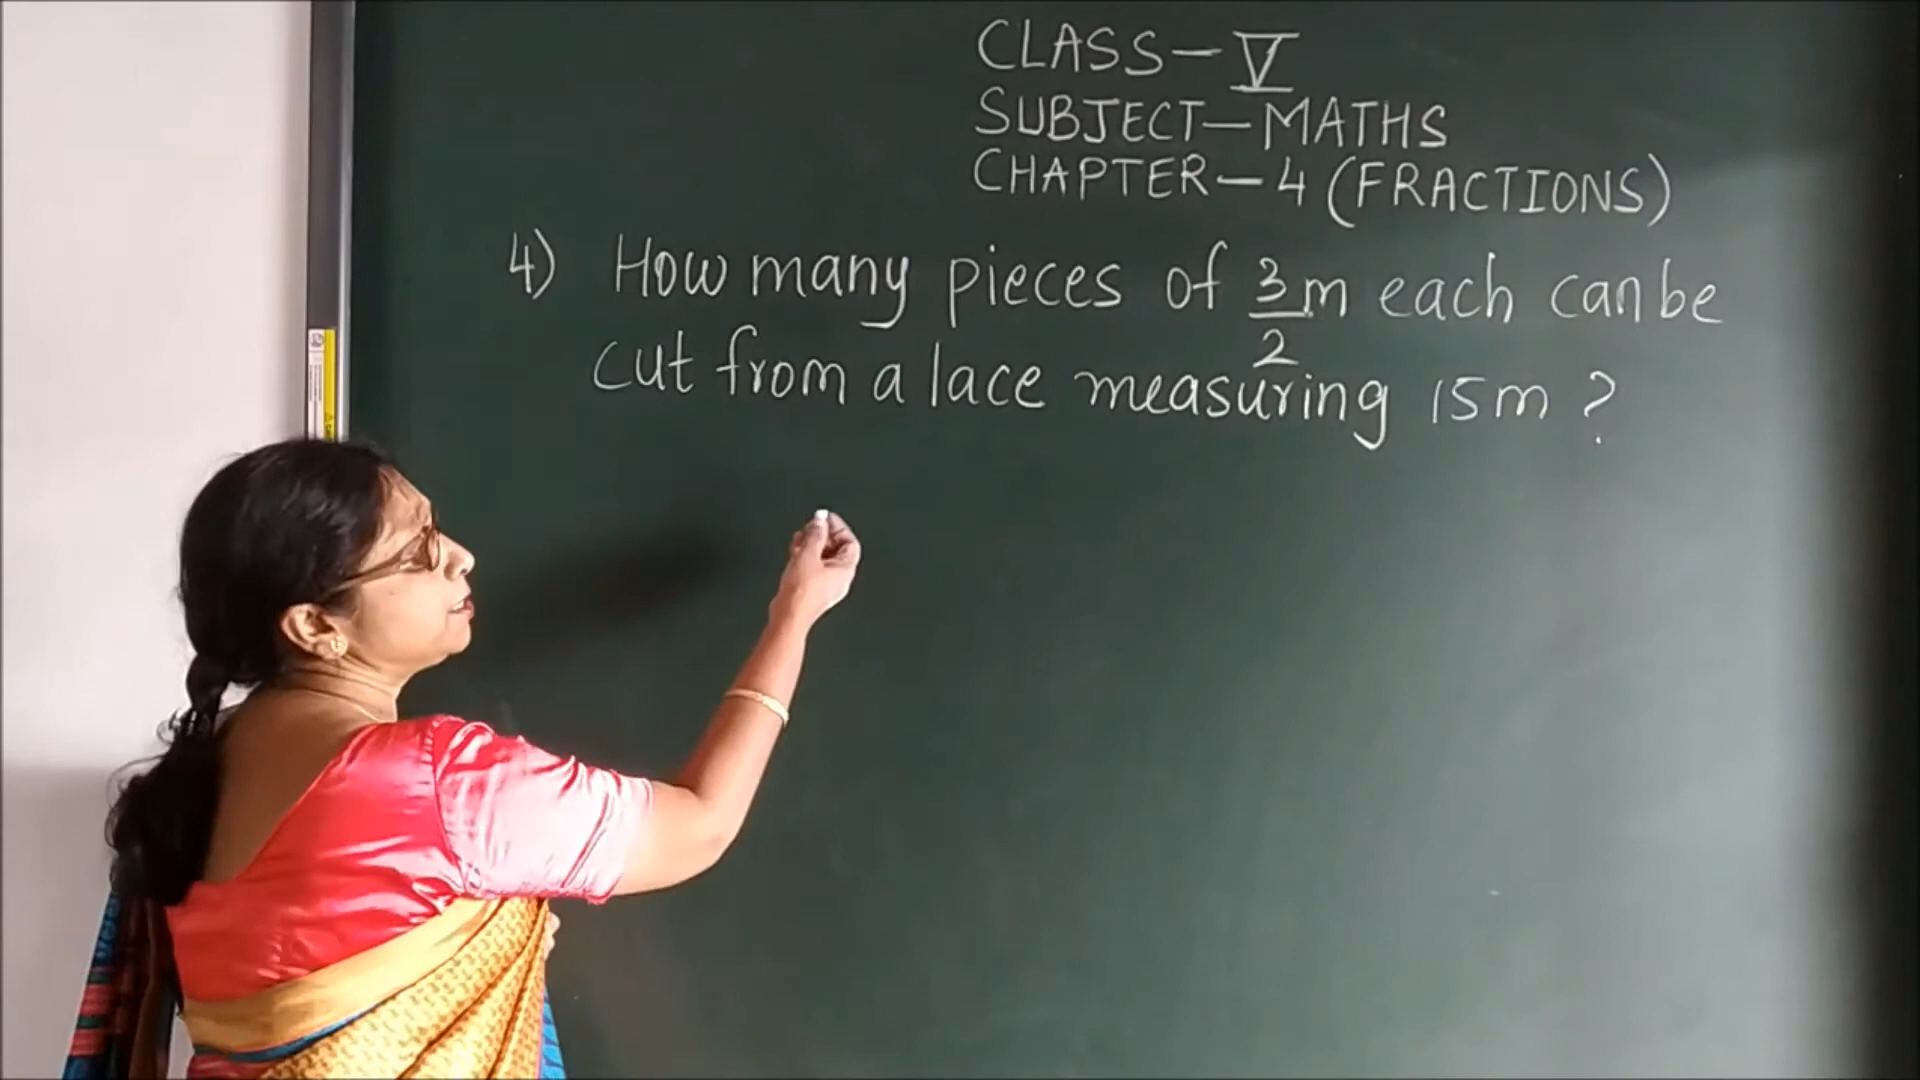 CLASS - V
SUBJECT - MATHS
CHAPTER - 4 (FRACTIONS)
4) How many pieces of 3/2 m each can be
cut from a lace measuring 15m ?